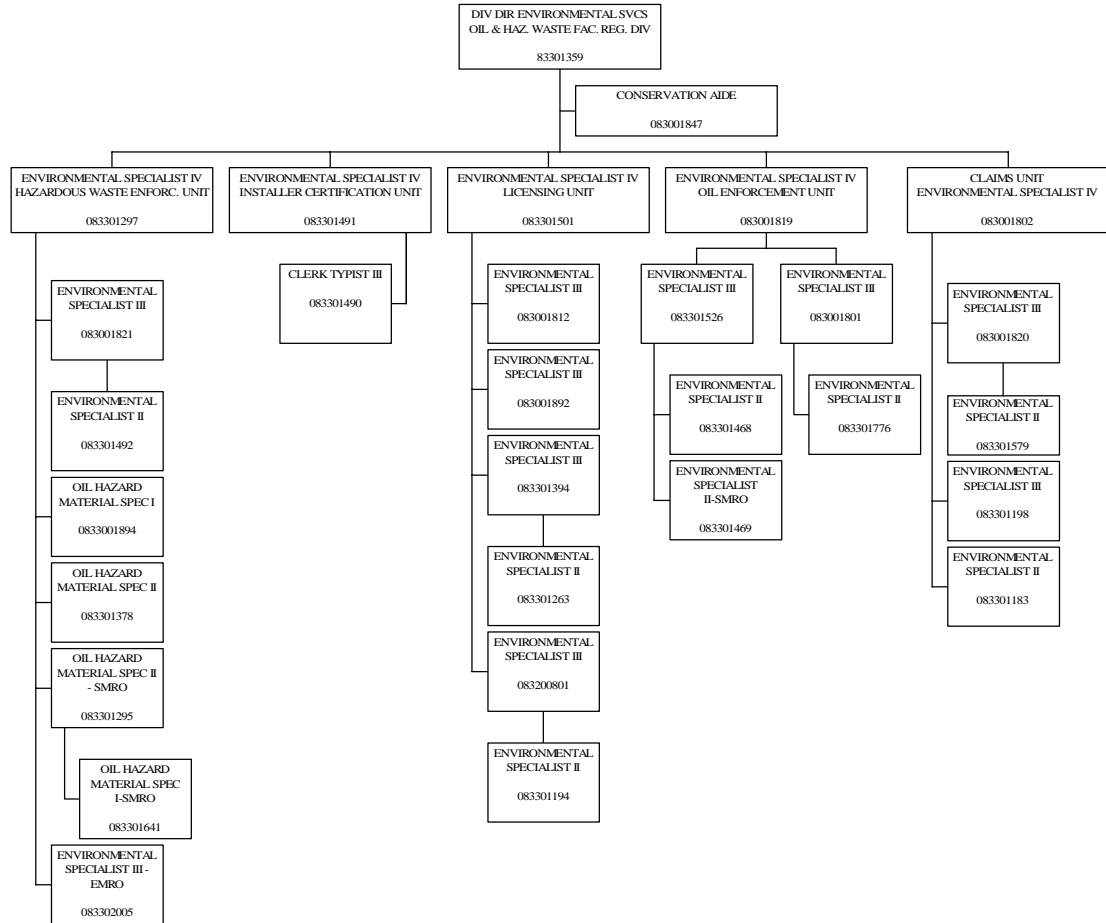 DIV DIR ENVIRONMENTAL SVCS
OIL & HAZ. WASTE FAC. REG. DIV
83301359
CONSERVATION AIDE
083001847
ENVIRONMENTAL SPECIALIST IV
HAZARDOUS WASTE ENFORC. UNIT
083301297
ENVIRONMENTAL SPECIALIST IV
INSTALLER CERTIFICATION UNIT
083301491
ENVIRONMENTAL SPECIALIST IV
LICENSING UNIT
083301501
ENVIRONMENTAL SPECIALIST IV
OIL ENFORCEMENT UNIT
083001819
CLAIMS UNIT
ENVIRONMENTAL SPECIALIST IV
083001802
ENVIRONMENTAL
SPECIALIST III
083001821
ENVIRONMENTAL
SPECIALIST II
083301492
OIL HAZARD
MATERIAL SPEC I
0833001894
OIL HAZARD
MATERIAL SPEC II
083301378
OIL HAZARD
MATERIAL SPEC II
- SMRO
083301295
OIL HAZARD
MATERIAL SPEC
I-SMRO
083301641
ENVIRONMENTAL
SPECIALIST III -
EMRO
083302005
CLERK TYPIST III
083301490
ENVIRONMENTAL
SPECIALIST III
083001812
ENVIRONMENTAL
SPECIALIST III
083001892
ENVIRONMENTAL
SPECIALIST III
083301394
ENVIRONMENTAL
SPECIALIST II
083301263
ENVIRONMENTAL
SPECIALIST III
083200801
ENVIRONMENTAL
SPECIALIST II
083301194
ENVIRONMENTAL
SPECIALIST III
083301526
ENVIRONMENTAL
SPECIALIST II
083301468
ENVIRONMENTAL
SPECIALIST
II-SMRO
083301469
ENVIRONMENTAL
SPECIALIST III
083001801
ENVIRONMENTAL
SPECIALIST II
083301776
ENVIRONMENTAL
SPECIALIST III
083001820
ENVIRONMENTAL
SPECIALIST II
083301579
ENVIRONMENTAL
SPECIALIST III
083301198
ENVIRONMENTAL
SPECIALIST II
083301183